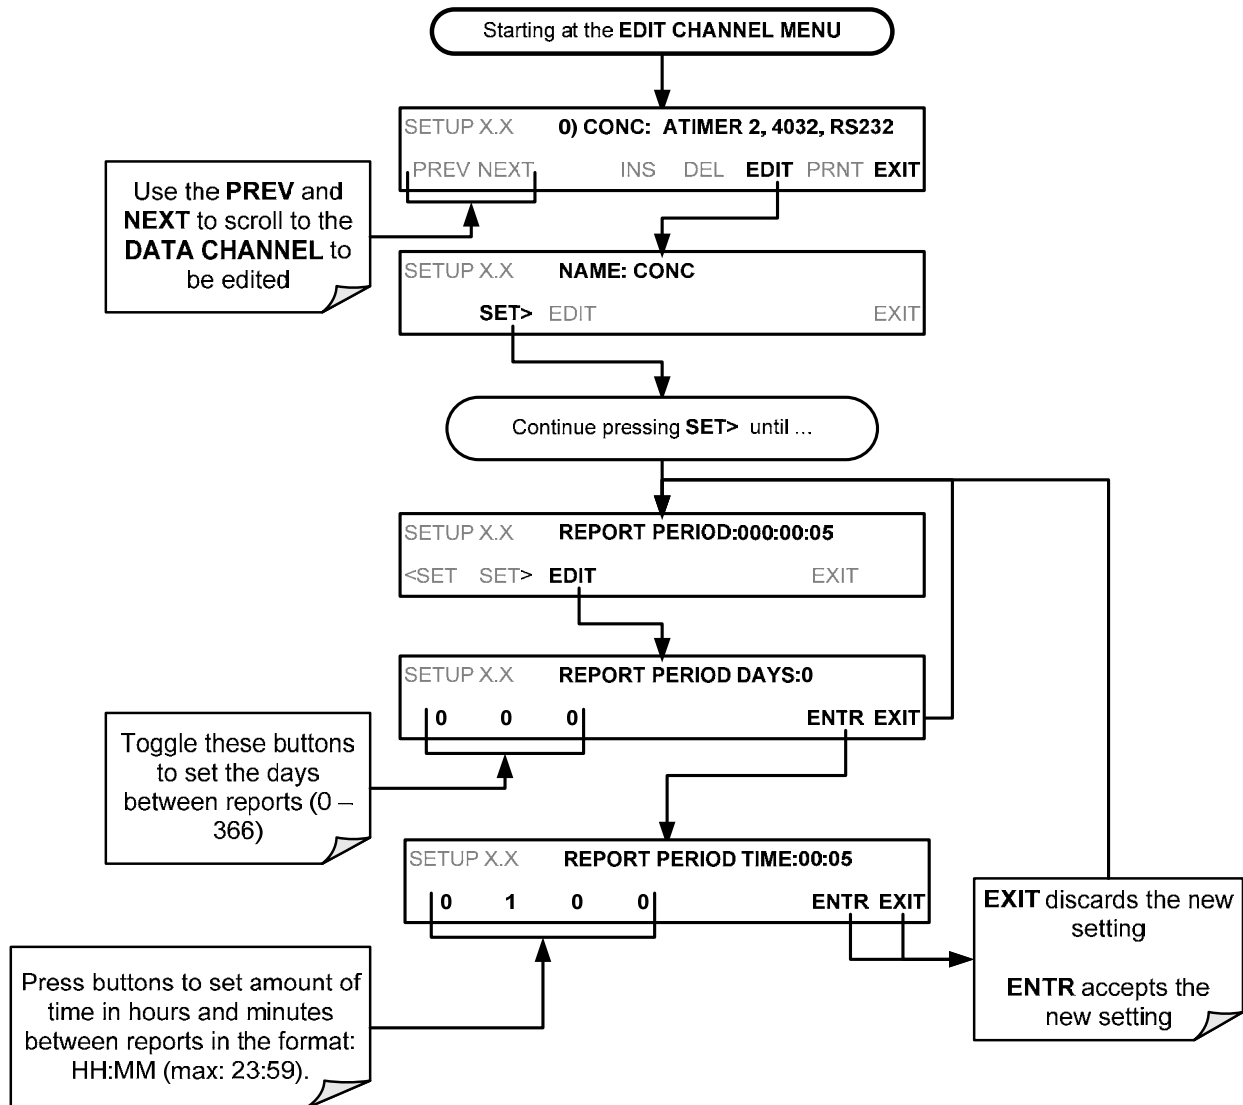 Starting at the EDIT CHANNEL MENU
SETUP X.X 0) CONC: ATIMER 2, 4032, RS232
PREV NEXT INS DEL EDIT PRNT EXIT
Use the PREV and
NEXT to scroll to the
DATA CHANNEL to
be edited
SETUP X.X NAME: CONC
SET> EDIT EXIT
Continue pressing SET> until ...
SETUP X.X REPORT PERIOD:000:00:05
<SET SET> EDIT EXIT
SETUP X.X REPORT PERIOD DAYS:0
0 0 0 ENTR EXIT
Toggle these buttons
to set the days
between reports (0 –
366)
SETUP X.X REPORT PERIOD TIME:00:05
0 1 0 0 ENTR EXIT
EXIT discards the new
setting
ENTR accepts the
new setting
Press buttons to set amount of
time in hours and minutes
between reports in the format:
HH:MM (max: 23:59).